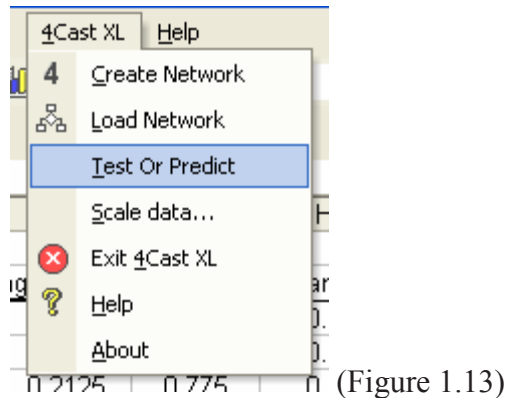 4Cast XL Help
4 Create Network
Load Network
Test Or Predict
Scale data... H
Exit 4Cast XL
Help
About
0.2125 0.775 0 (Figure 1.13)